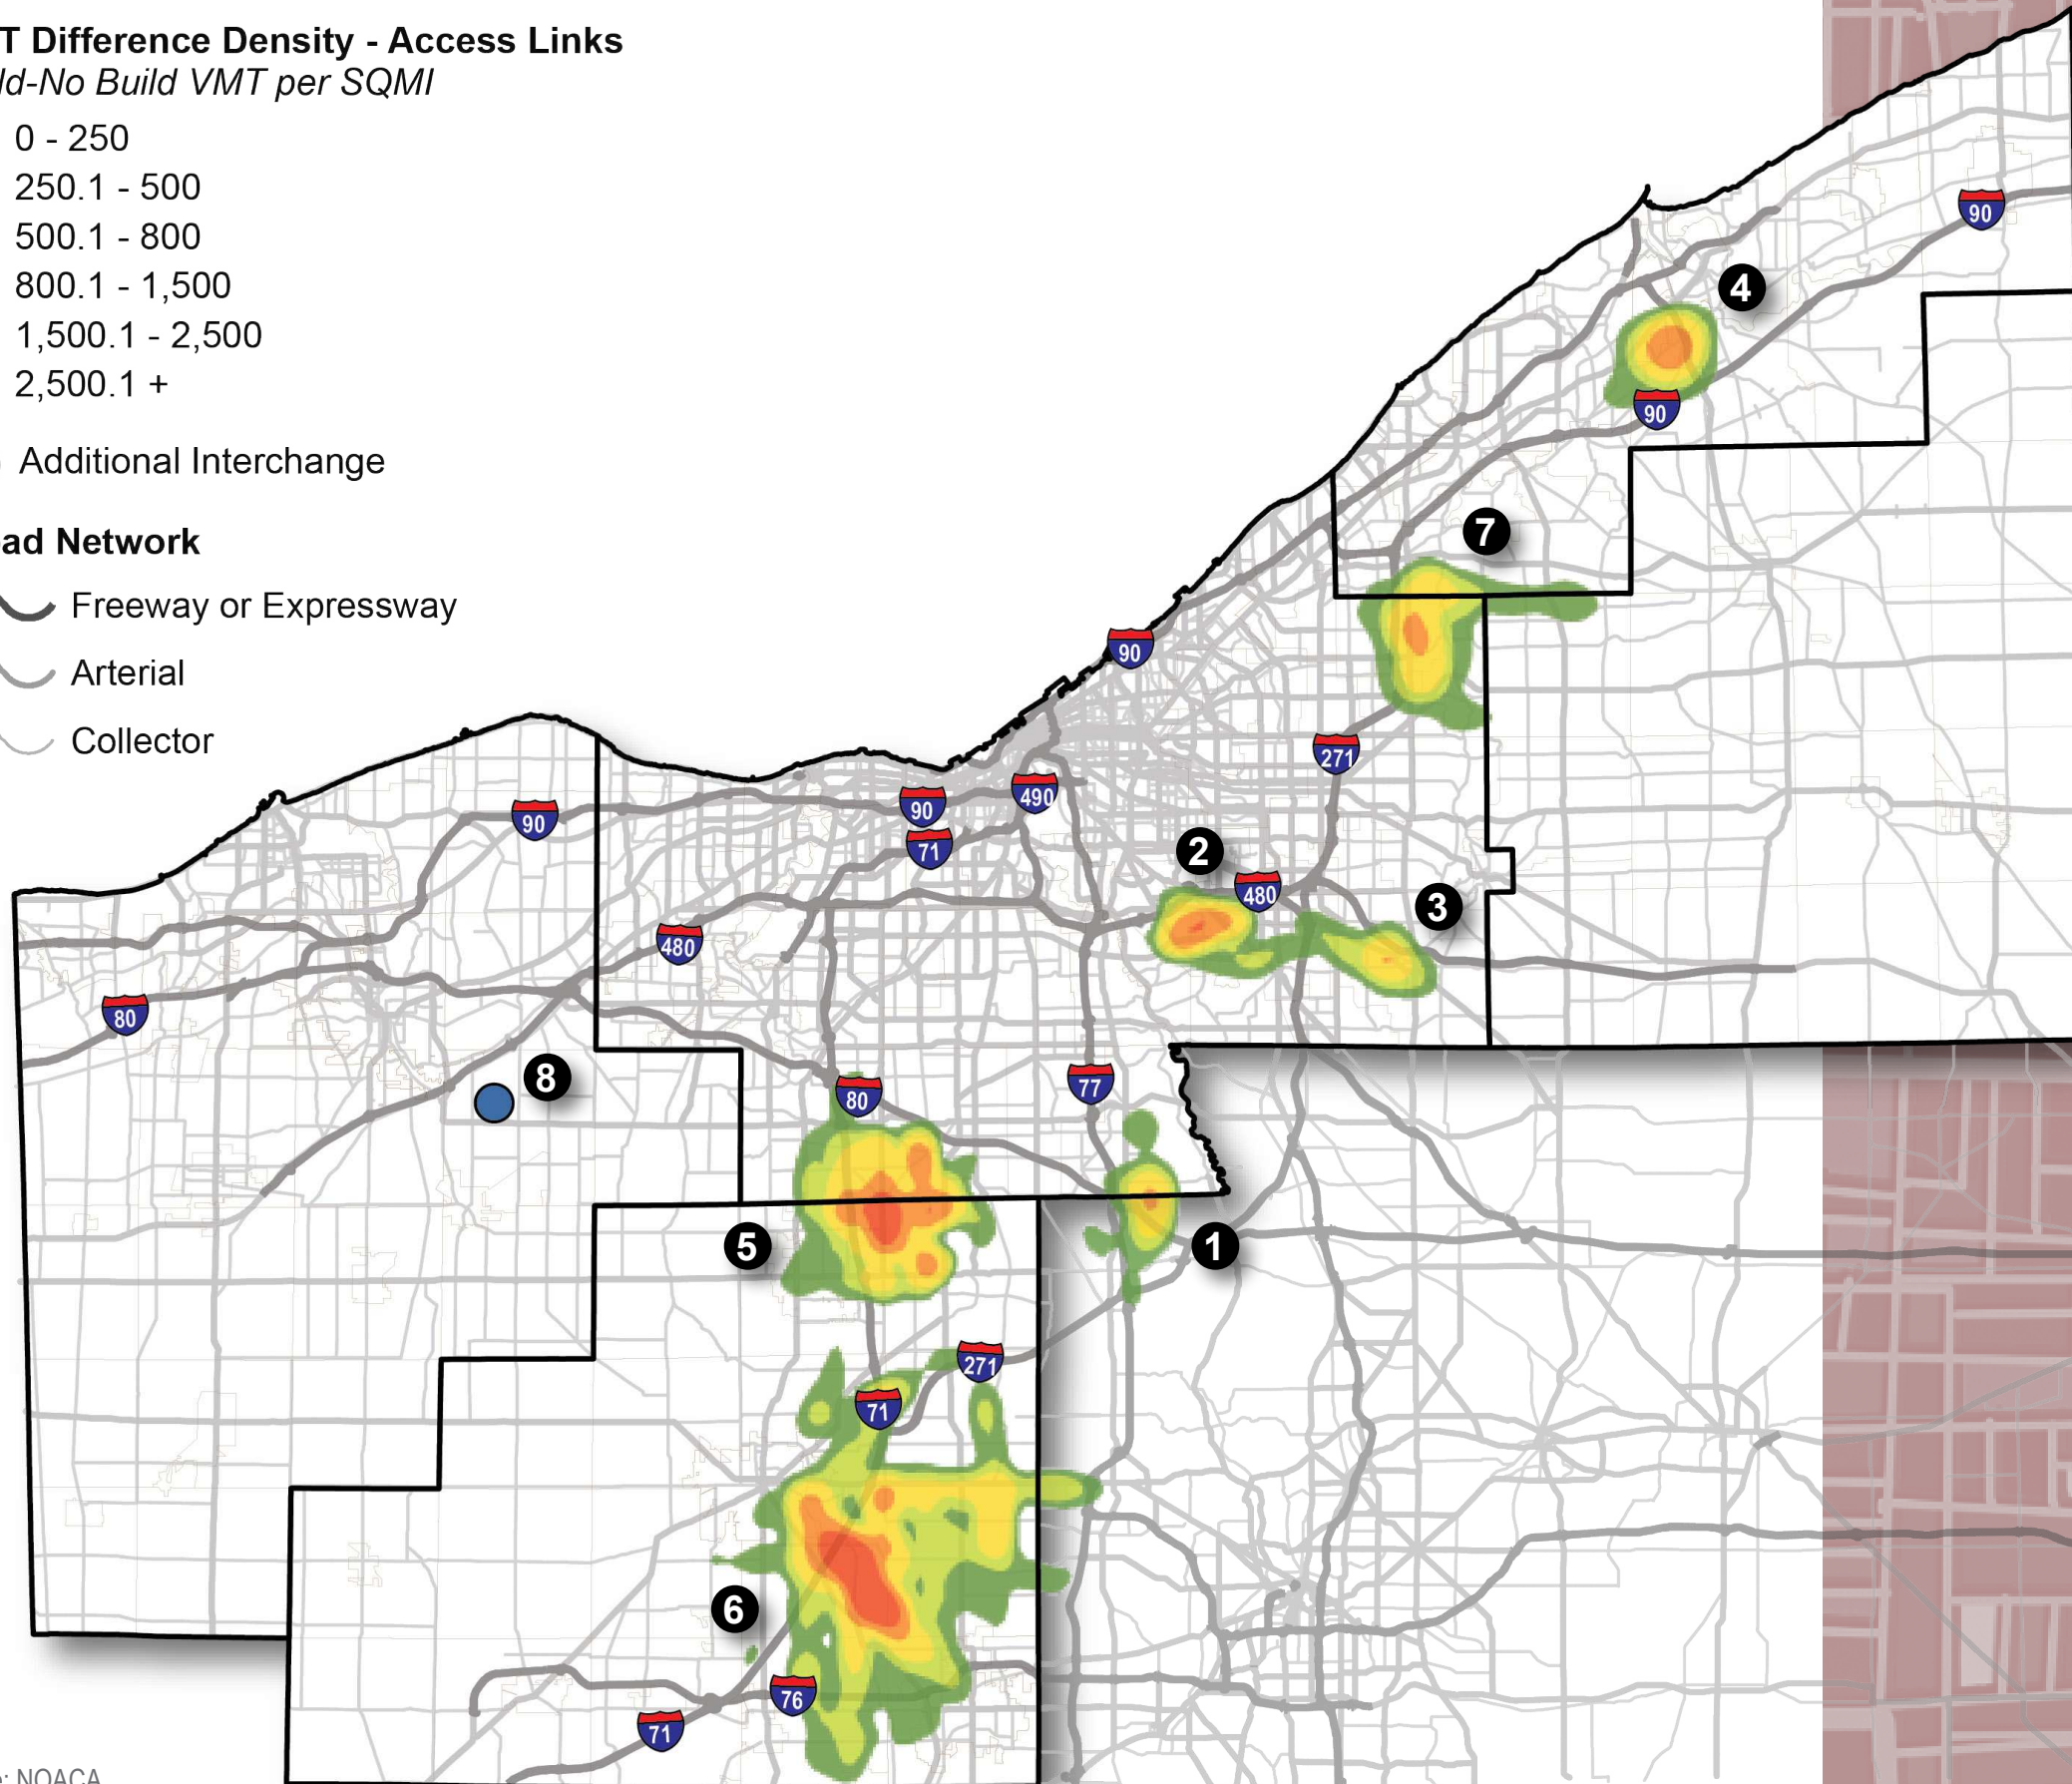 T Difference Density - Access Links
ld-No Build VMT per SQMI
0 - 250
250.1 - 500
500.1 - 800
800.1 - 1,500
1,500.1 - 2,500
2,500.1 +
Additional Interchange
ad Network
Freeway or Expressway
Arterial
Collector
90
4
90
7
90
271
90
490
90
71
2
480
3
480
80
8
80
77
5
1
271
71
6
76
71
: NOACA